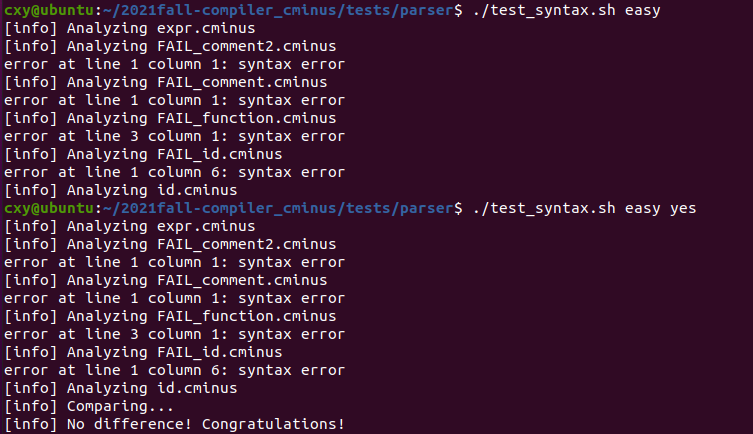 cxy@ubuntu:~/2021fall-compiler_cminus/tests/parser$ ./test_syntax.sh easy
[info] Analyzing expr.cminus
[info] Analyzing FAIL_comment2.cminus
error at line 1 column 1: syntax error
[info] Analyzing FAIL_comment.cminus
error at line 1 column 1: syntax error
[info] Analyzing FAIL_function.cminus
error at line 3 column 1: syntax error
[info] Analyzing FAIL_id.cminus
error at line 1 column 6: syntax error
[info] Analyzing id.cminus
cxy@ubuntu:~/2021fall-compiler_cminus/tests/parser$ ./test_syntax.sh easy yes
[info] Analyzing expr.cminus
[info] Analyzing FAIL_comment2.cminus
error at line 1 column 1: syntax error
[info] Analyzing FAIL_comment.cminus
error at line 1 column 1: syntax error
[info] Analyzing FAIL_function.cminus
error at line 3 column 1: syntax error
[info] Analyzing FAIL_id.cminus
error at line 1 column 6: syntax error
[info] Analyzing id.cminus
[info] Comparing...
[info] No difference! Congratulations!